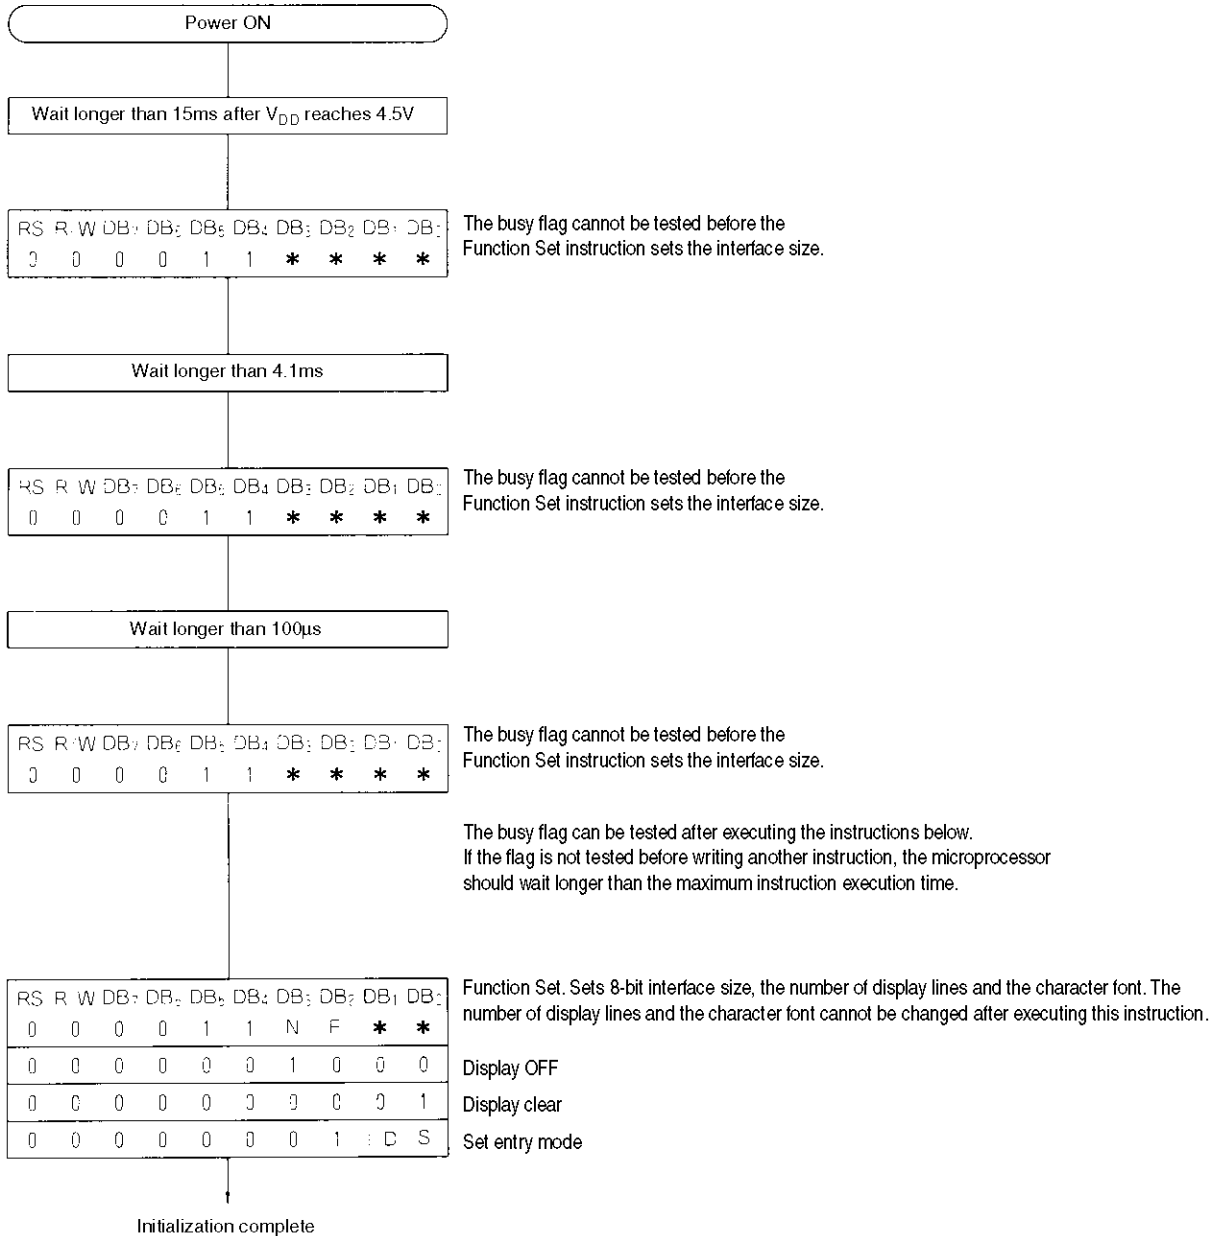 Power ON
Wait longer than 15ms after VDD reaches 4.5V
RS R/W DB7 DB6 DB5 DB4 DB3 DB2 DB1 DB0
0 0 0 0 1 1 * * * *
The busy flag cannot be tested before the
Function Set instruction sets the interface size.
Wait longer than 4.1ms
RS R/W DB7 DB6 DB5 DB4 DB3 DB2 DB1 DB0
0 0 0 0 1 1 * * * *
The busy flag cannot be tested before the
Function Set instruction sets the interface size.
Wait longer than 100µs
RS R/W DB7 DB6 DB5 DB4 DB3 DB2 DB1 DB0
0 0 0 0 1 1 * * * *
The busy flag cannot be tested before the
Function Set instruction sets the interface size.
The busy flag can be tested after executing the instructions below.
If the flag is not tested before writing another instruction, the microprocessor
should wait longer than the maximum instruction execution time.
RS R/W DB7 DB6 DB5 DB4 DB3 DB2 DB1 DB0
0 0 0 0 1 1 N F * *
Function Set. Sets 8-bit interface size, the number of display lines and the character font. The
number of display lines and the character font cannot be changed after executing this instruction.
0 0 0 0 0 0 1 0 0 0
Display OFF
0 0 0 0 0 0 0 0 0 1
Display clear
0 0 0 0 0 0 0 1 I/D S
Set entry mode
Initialization complete